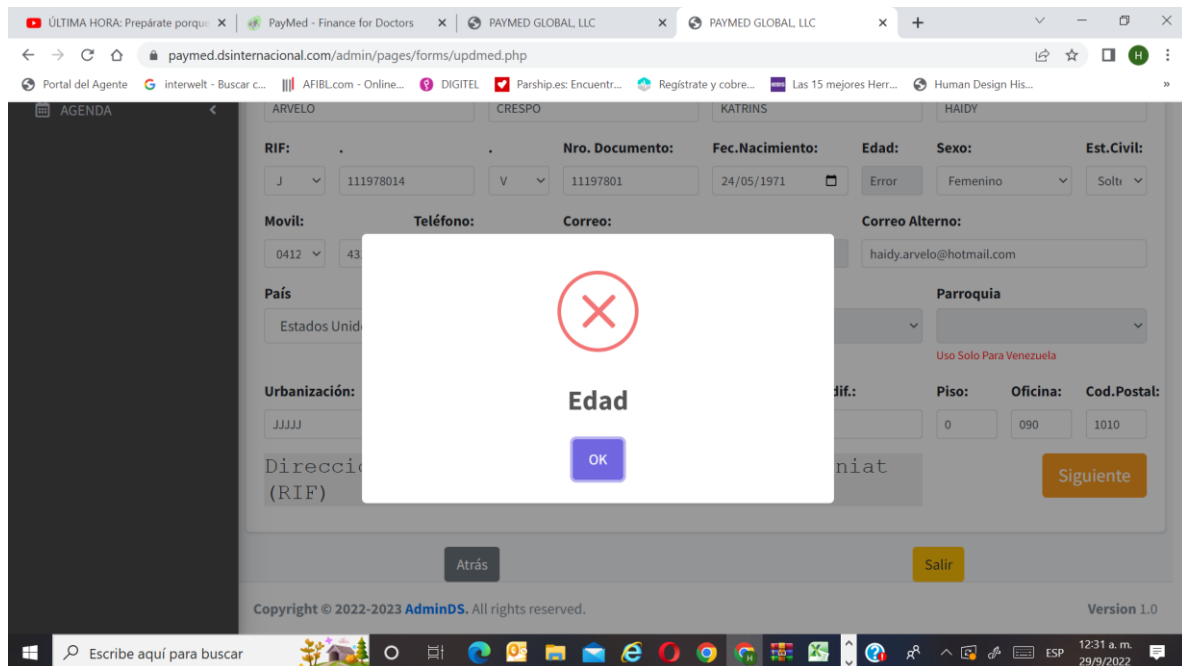 ÚLTIMA HORA: Prepárate porqu
PayMed - Finance for Doctors
PAYMED GLOBAL, LLC
PAYMED GLOBAL, LLC
paymed.dsinternacional.com/admin/pages/forms/updmed.php
H
Portal del Agente
interwelt - Buscar c...
AFIBL.com - Online...
DIGITEL
Parship.es: Encuentr...
Regístrate y cobre...
Las 15 mejores Herr...
Human Design His...
»
AGENDA
ARVELO CRESPO KATRINS HAIDY
RIF: . . Nro. Documento: Fec.Nacimiento: Edad: Sexo: Est.Civil:
J 111978014 V 11197801 24/05/1971 Error Femenino Solte
Movil: Teléfono: Correo: Correo Alterno:
0412 43 haidy.arvelo@hotmail.com
País Parroquia
Estados Unid
Uso Solo Para Venezuela
Urbanización: dif.: Piso: Oficina: Cod.Postal:
JJJJJ 0 090 1010
Edad
OK
Direcci niat
(RIF)
Siguiente
Atrás Salir
Copyright © 2022-2023 AdminDS. All rights reserved. Version 1.0
Escribe aquí para buscar
ESP
12:31 a. m.
29/9/2022